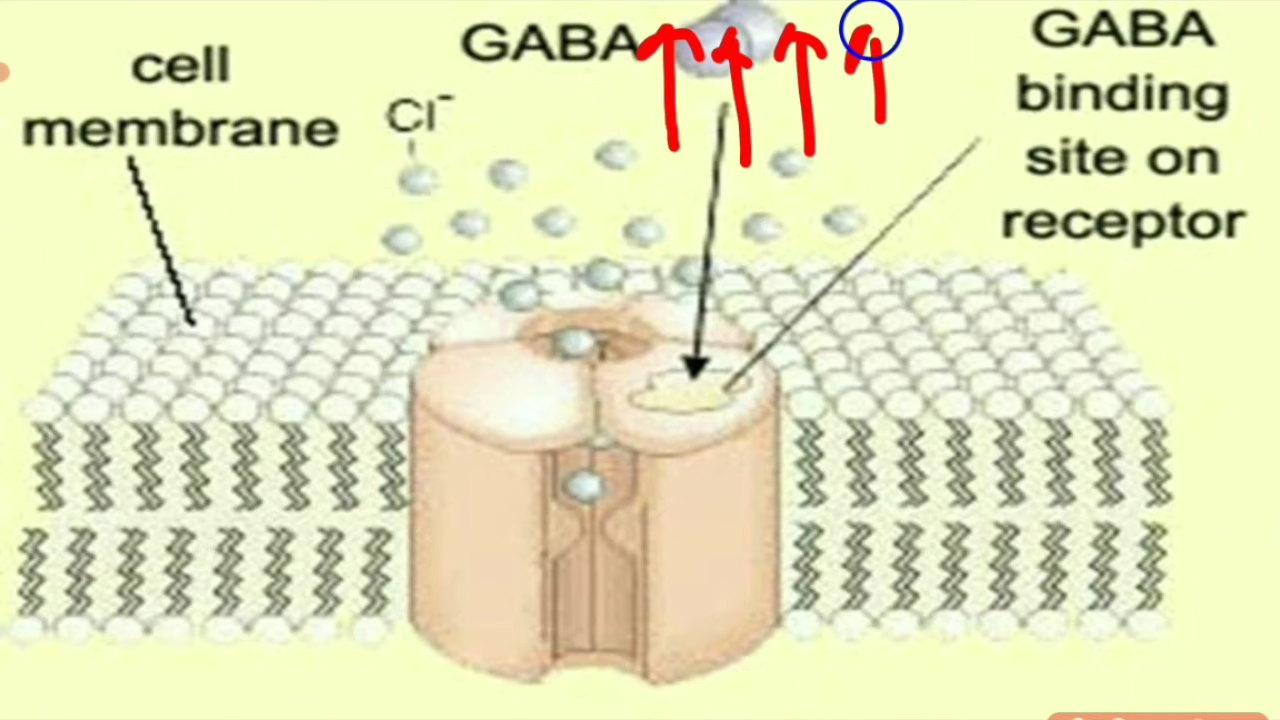 cell
membrane
Cl⁻
GABA
GABA
binding
site on
receptor